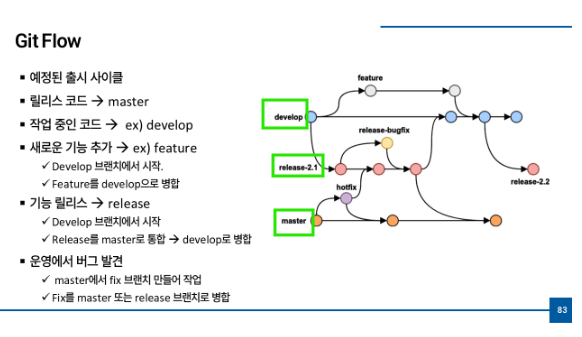 Git Flow
▪ 예정된 출시 사이클
▪ 릴리스 코드 → master
▪ 작업 중인 코드 → ex) develop
▪ 새로운 기능 추가 → ex) feature
✓ Develop 브랜치에서 시작.
✓ Feature를 develop으로 병합
▪ 기능 릴리스 → release
✓ Develop 브랜치에서 시작
✓ Release를 master로 통합 → develop로 병합
▪ 운영에서 버그 발견
✓ master에서 fix 브랜치 만들어 작업
✓ Fix를 master 또는 release 브랜치로 병합
feature
develop
release-bugfix
release-2.1
release-2.2
hotfix
master
83